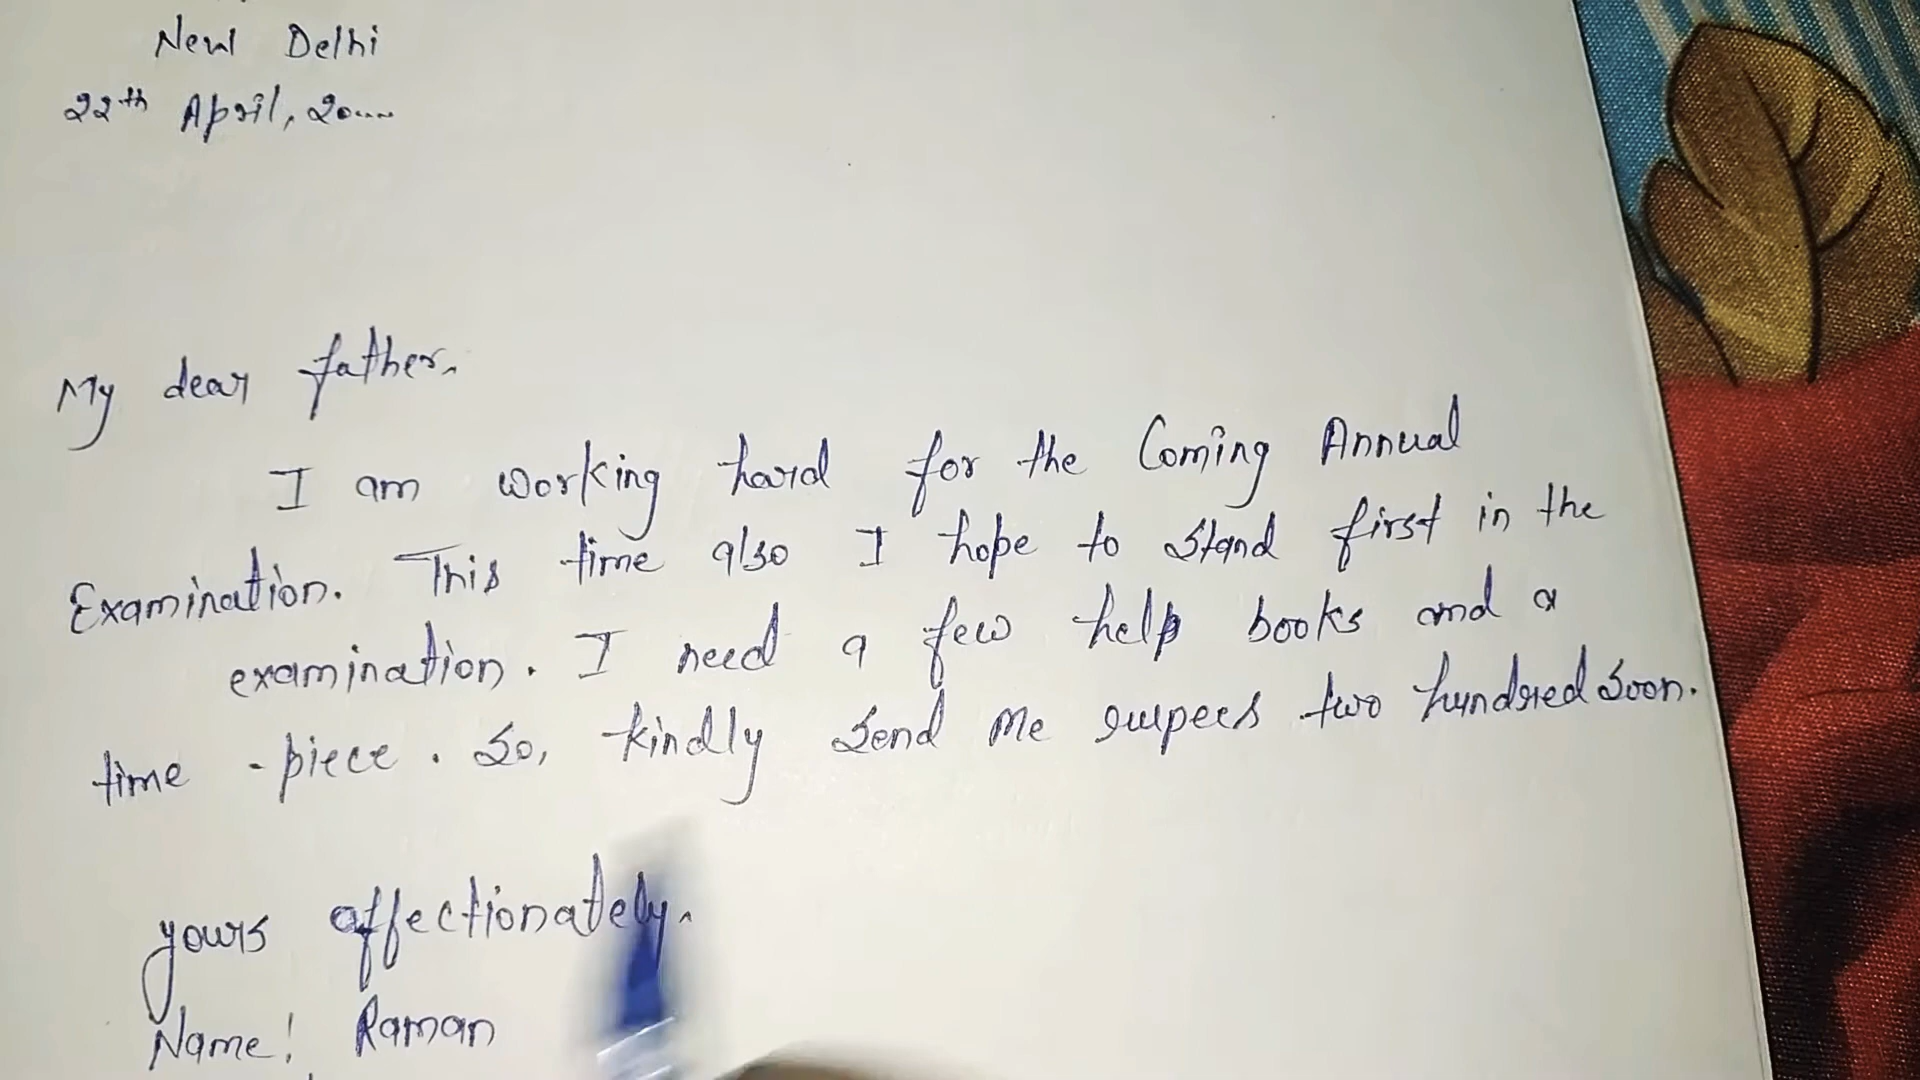 New Delhi
22th April, 20....
My dear father,
I am working hard for the Coming Annual
Examination. This time also I hope to stand first in the
examination. I need a few help books and a
time - piece. So, kindly send me rupees two hundred soon.
yours affectionately,
Name: Raman